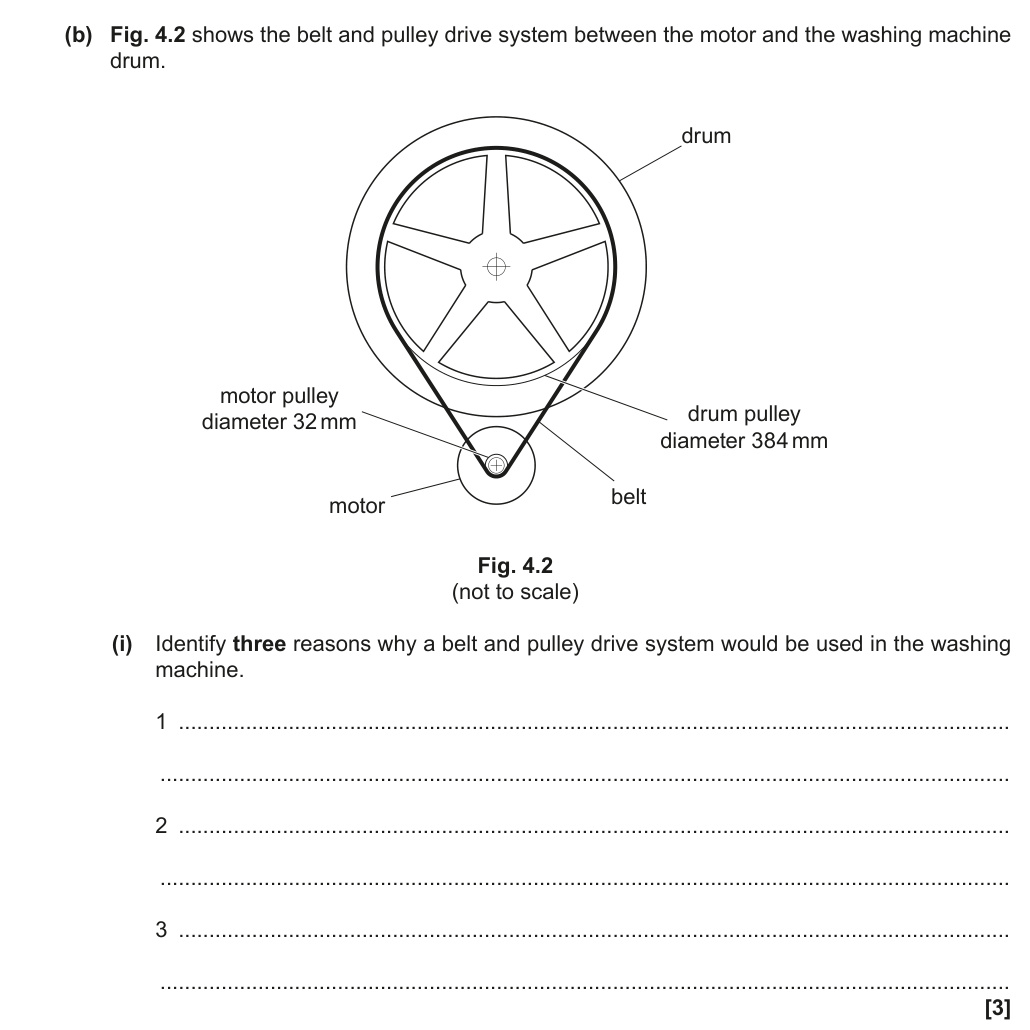 (b) Fig. 4.2 shows the belt and pulley drive system between the motor and the washing machine
drum.
drum
motor pulley
diameter 32 mm
drum pulley
diameter 384 mm
belt
motor
Fig. 4.2
(not to scale)
(i) Identify three reasons why a belt and pulley drive system would be used in the washing
machine.
1 ..........................................................................................................................................
..........................................................................................................................................
2 ..........................................................................................................................................
..........................................................................................................................................
3 ..........................................................................................................................................
..........................................................................................................................................
[3]